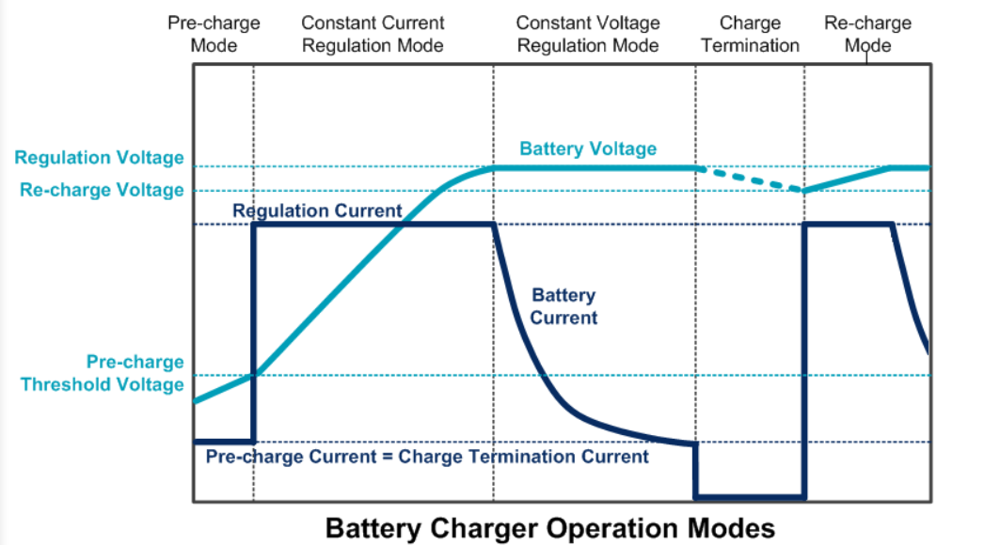 Pre-charge
Mode
Constant Current
Regulation Mode
Constant Voltage
Regulation Mode
Charge
Termination
Re-charge
Mode
Regulation Voltage
Battery Voltage
Re-charge Voltage
Regulation Current
Battery
Current
Pre-charge
Threshold Voltage
Pre-charge Current = Charge Termination Current
Battery Charger Operation Modes